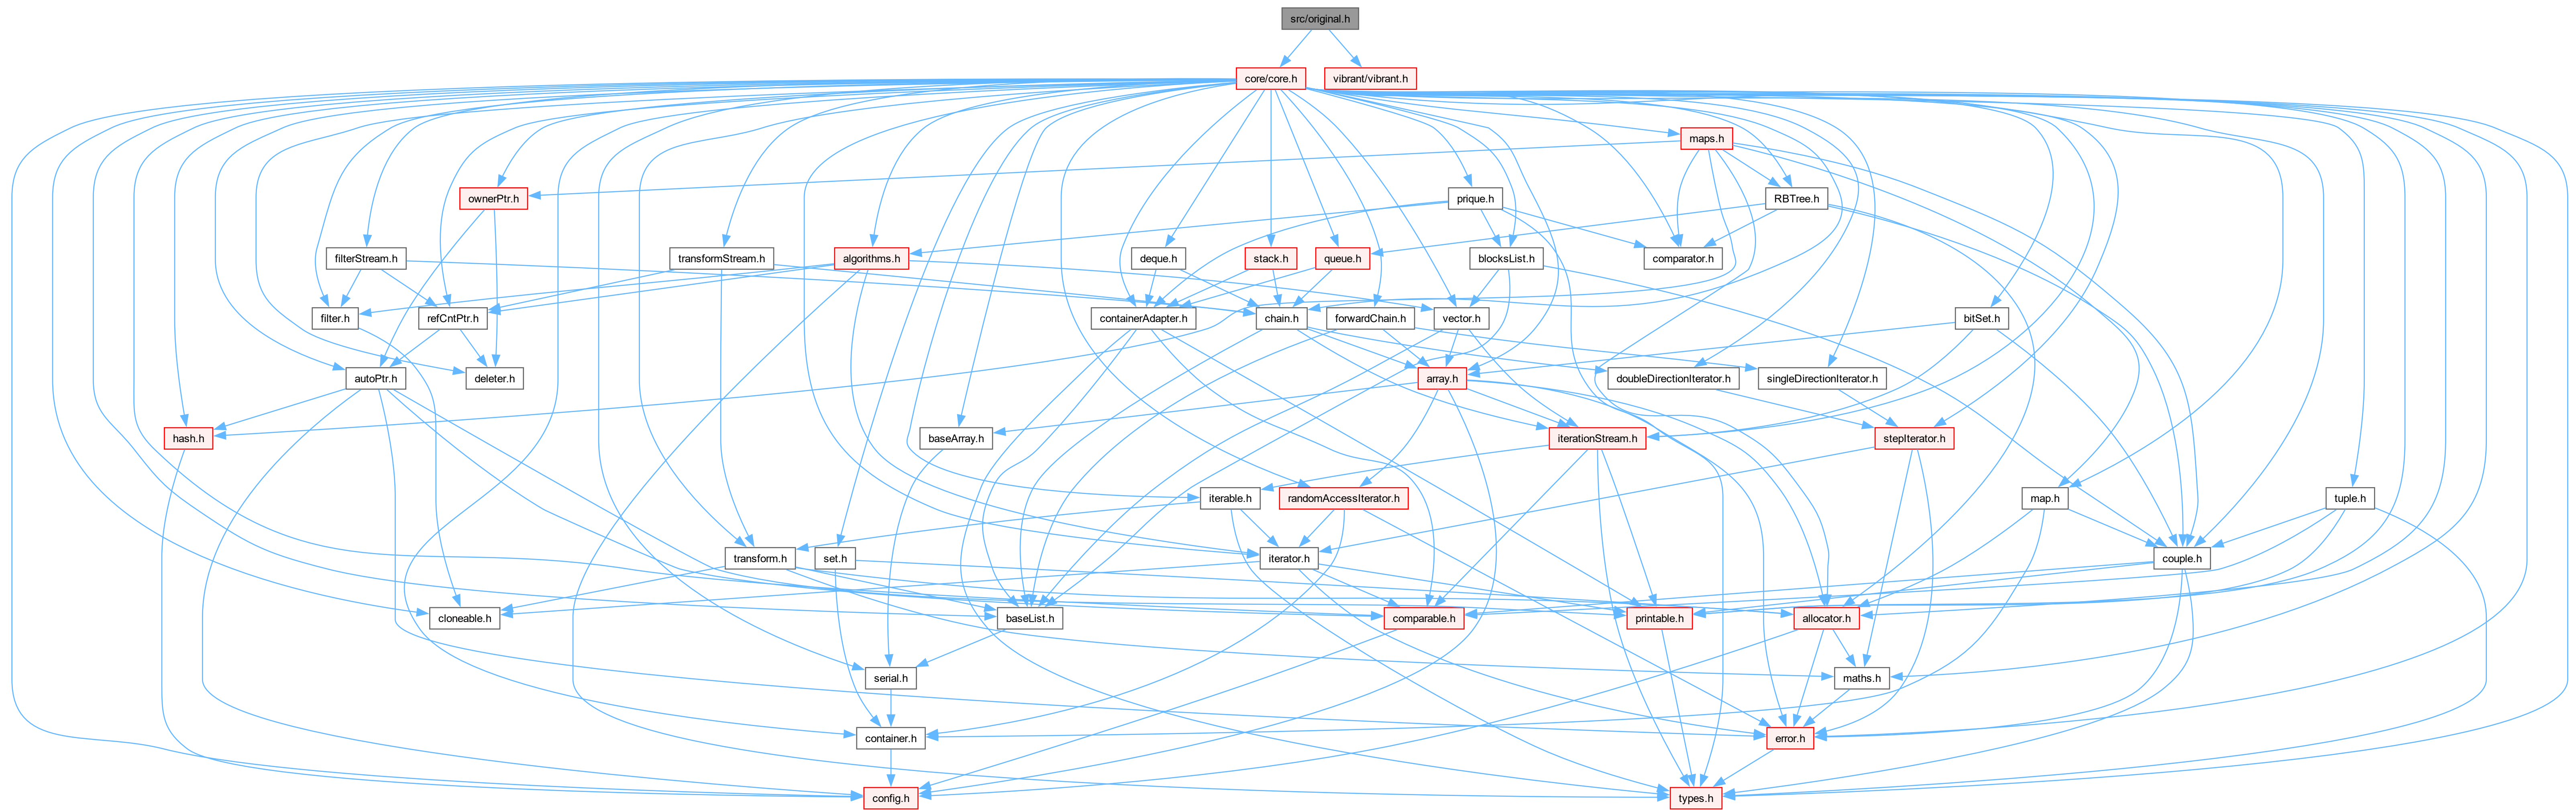 src/original.h
core/core.h
vibrant/vibrant.h
maps.h
ownerPtr.h
prique.h
RBTree.h
filterStream.h
transformStream.h
algorithms.h
deque.h
stack.h
queue.h
blocksList.h
comparator.h
filter.h
refCntPtr.h
containerAdapter.h
chain.h
forwardChain.h
vector.h
bitSet.h
autoPtr.h
deleter.h
array.h
doubleDirectionIterator.h
singleDirectionIterator.h
hash.h
baseArray.h
iterationStream.h
stepIterator.h
iterable.h
randomAccessIterator.h
map.h
tuple.h
transform.h
set.h
iterator.h
couple.h
cloneable.h
baseList.h
comparable.h
printable.h
allocator.h
serial.h
maths.h
container.h
error.h
config.h
types.h